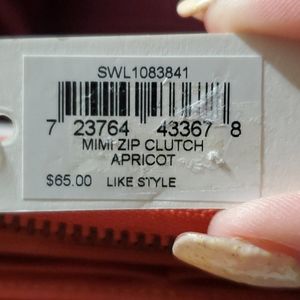 SWL1083841
7 23764 43367 8
MIMI ZIP CLUTCH
APRICOT
$65.00 LIKE STYLE